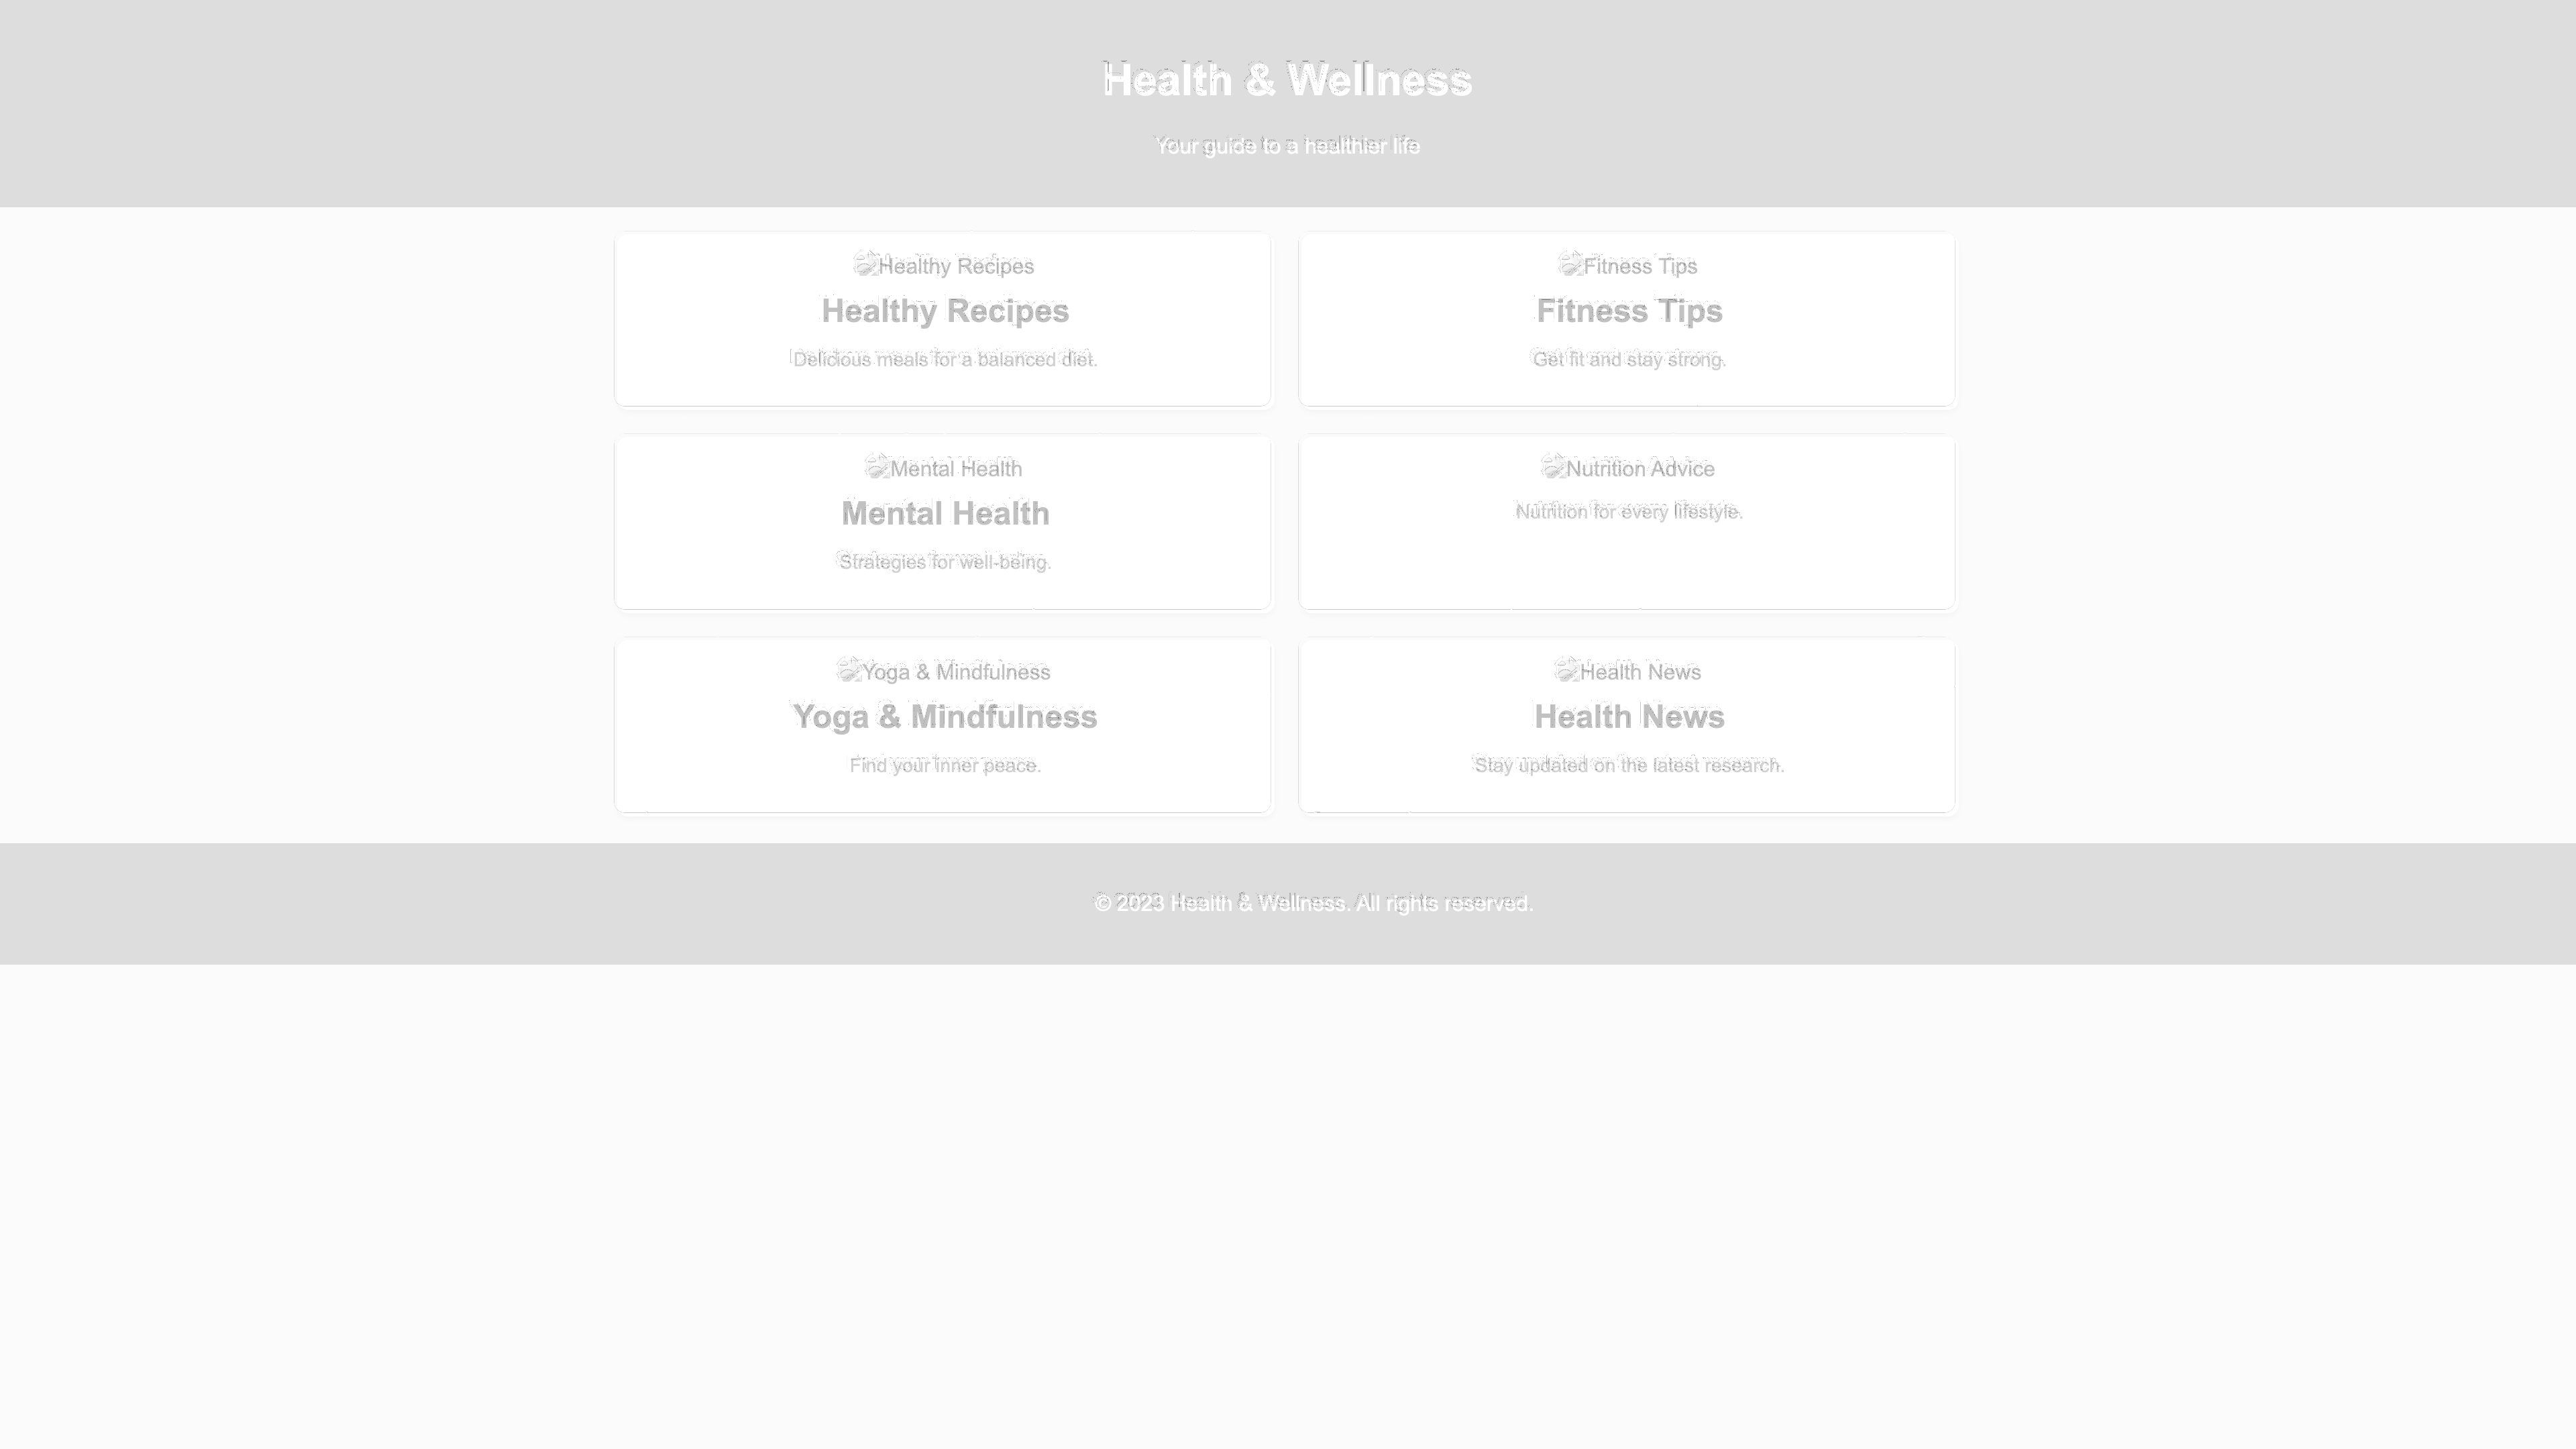 Health & Wellness
Your guide to a healthier life
Healthy Recipes
Healthy Recipes
Delicious meals for a balanced diet.
Fitness Tips
Fitness Tips
Get fit and stay strong.
Mental Health
Mental Health
Strategies for well-being.
Nutrition Advice
Nutrition for every lifestyle.
Yoga & Mindfulness
Yoga & Mindfulness
Find your inner peace.
Health News
Health News
Stay updated on the latest research.
© 2023 Health & Wellness. All rights reserved.